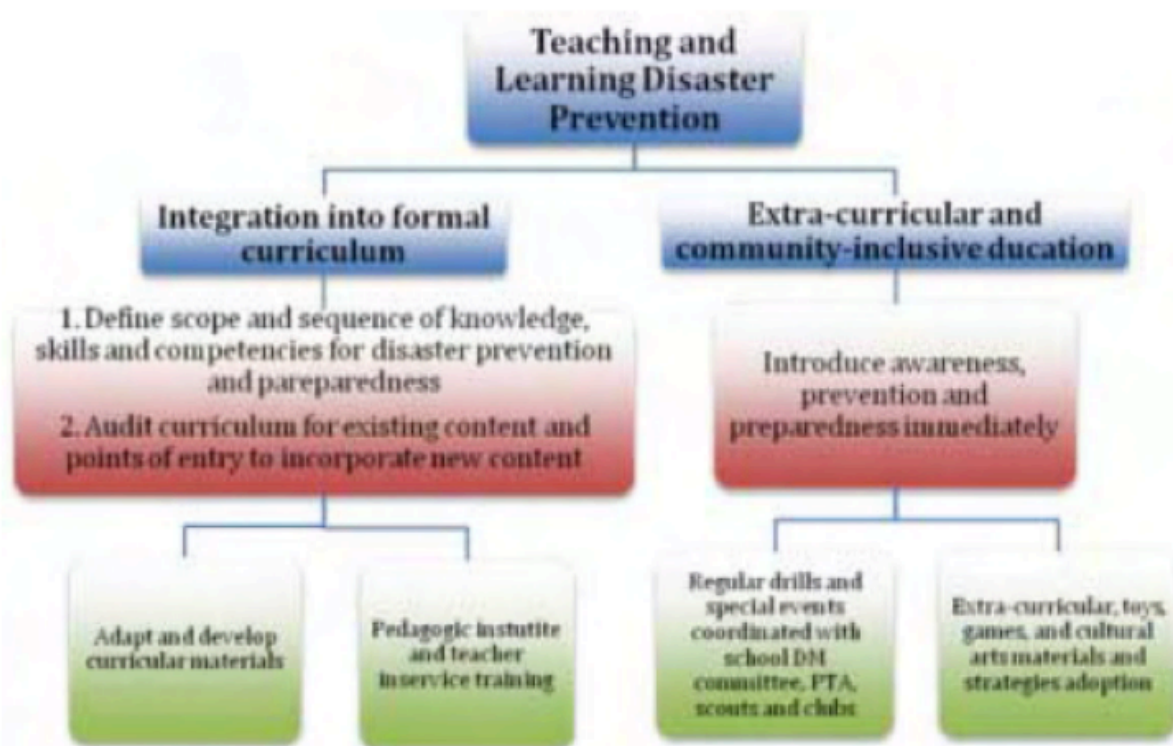 Teaching and
Learning Disaster
Prevention
Integration into formal
curriculum
Extra-curricular and
community-inclusive ducation
1. Define scope and sequence of knowledge,
skills and competencies for disaster prevention
and pareparedness
2. Audit curriculum for existing content and
points of entry to incorporate new content
Introduce awareness,
prevention and
preparedness immediately
Adapt and develop
curricular materials
Pedagogic instutite
and teacher
inservice training
Regular drills and
special events
coordinated with
school DM
committee, PTA,
scouts and clubs
Extra-curricular, toys,
games, and cultural
arts materials and
strategies adoption